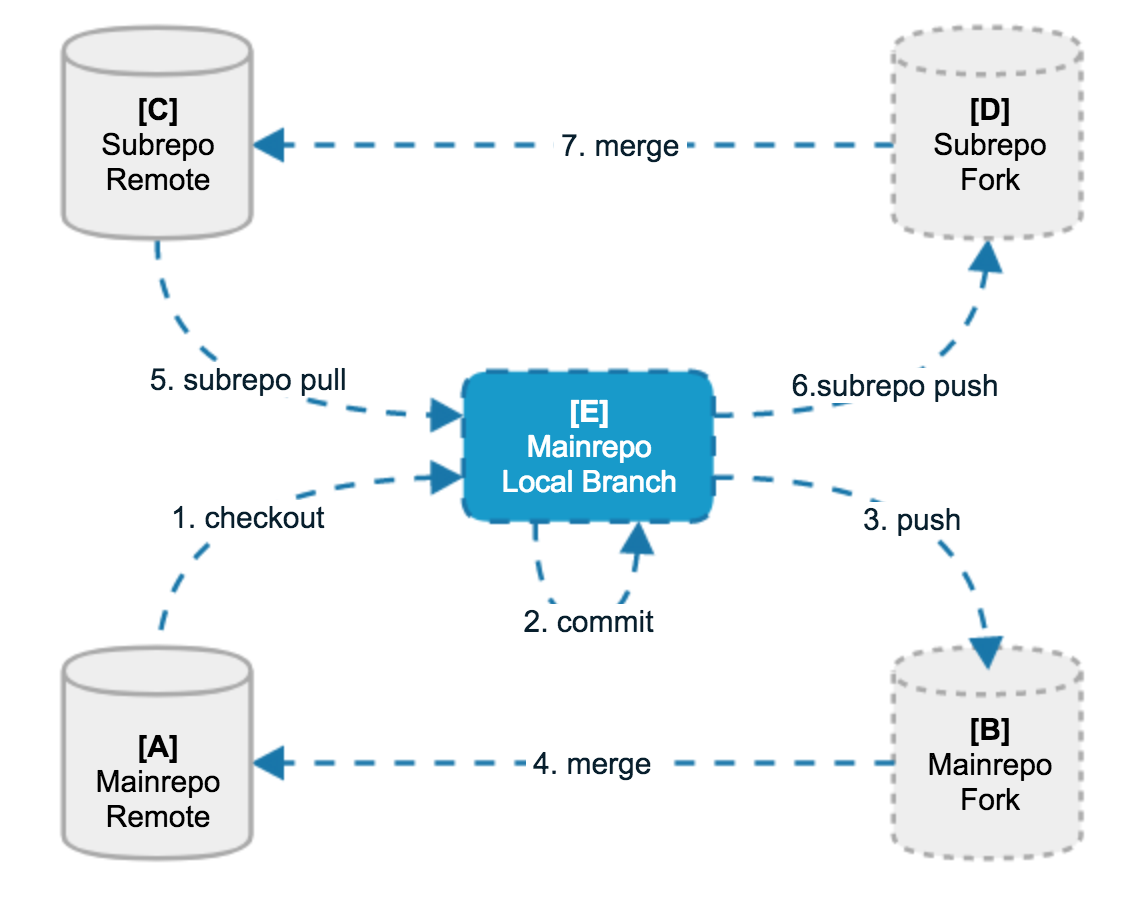 [C]
Subrepo
Remote
7. merge
[D]
Subrepo
Fork
5. subrepo pull
6.subrepo push
[E]
Mainrepo
Local Branch
1. checkout
3. push
2. commit
[A]
Mainrepo
Remote
4. merge
[B]
Mainrepo
Fork